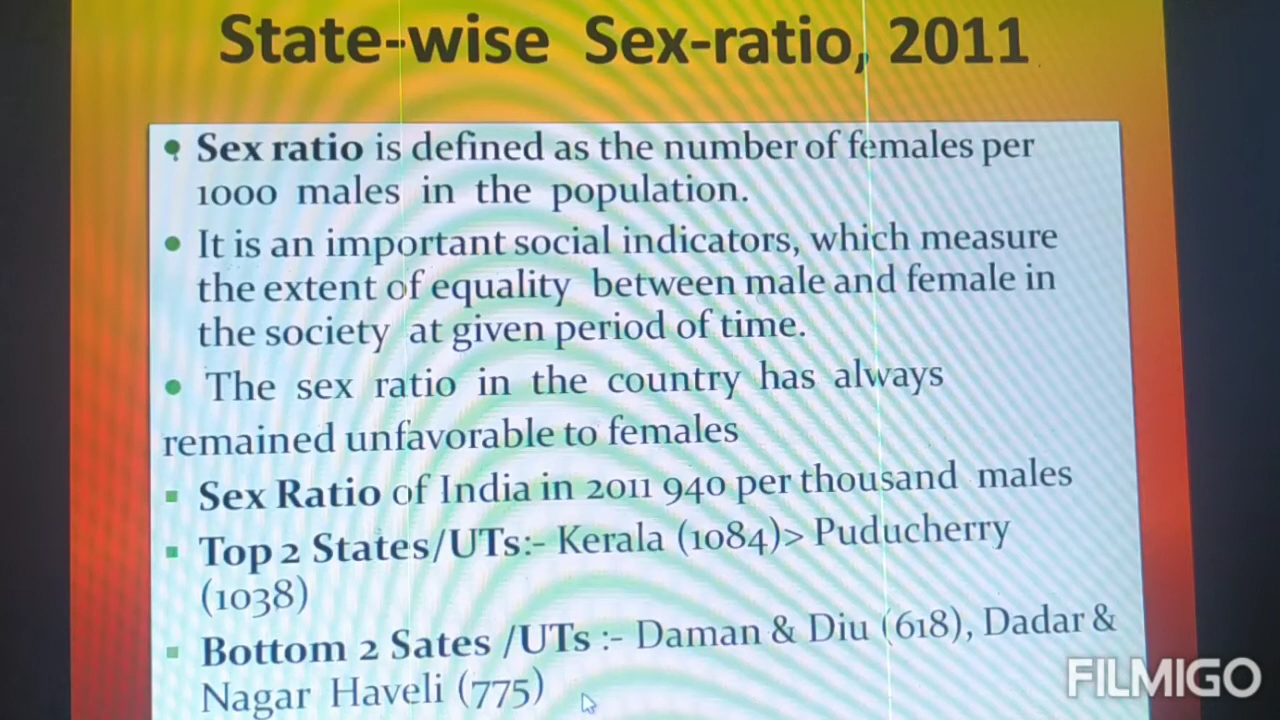 State-wise Sex-ratio, 2011
• Sex ratio is defined as the number of females per
1000 males in the population.
• It is an important social indicators, which measure
the extent of equality between male and female in
the society at given period of time.
• The sex ratio in the country has always
remained unfavorable to females
▪ Sex Ratio of India in 2011 940 per thousand males
▪ Top 2 States/UTs:- Kerala (1084)> Puducherry
(1038)
▪ Bottom 2 Sates /UTs :- Daman & Diu (618), Dadar &
Nagar Haveli (775)
FILMIGO